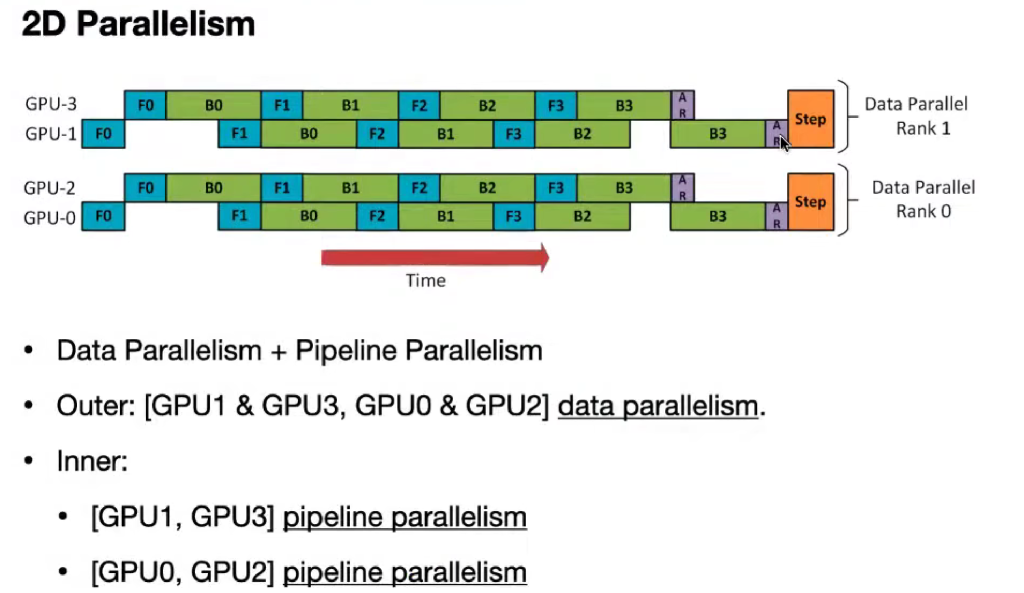 2D Parallelism
GPU-3 F0 B0 F1 B1 F2 B2 F3 B3 A R
GPU-1 F0 F1 B0 F2 B1 F3 B2 B3 A R
Step
Data Parallel
Rank 1
GPU-2 F0 B0 F1 B1 F2 B2 F3 B3 A R
GPU-0 F0 F1 B0 F2 B1 F3 B2 B3 A R
Step
Data Parallel
Rank 0
Time
• Data Parallelism + Pipeline Parallelism
• Outer: [GPU1 & GPU3, GPU0 & GPU2] data parallelism.
• Inner:
• [GPU1, GPU3] pipeline parallelism
• [GPU0, GPU2] pipeline parallelism